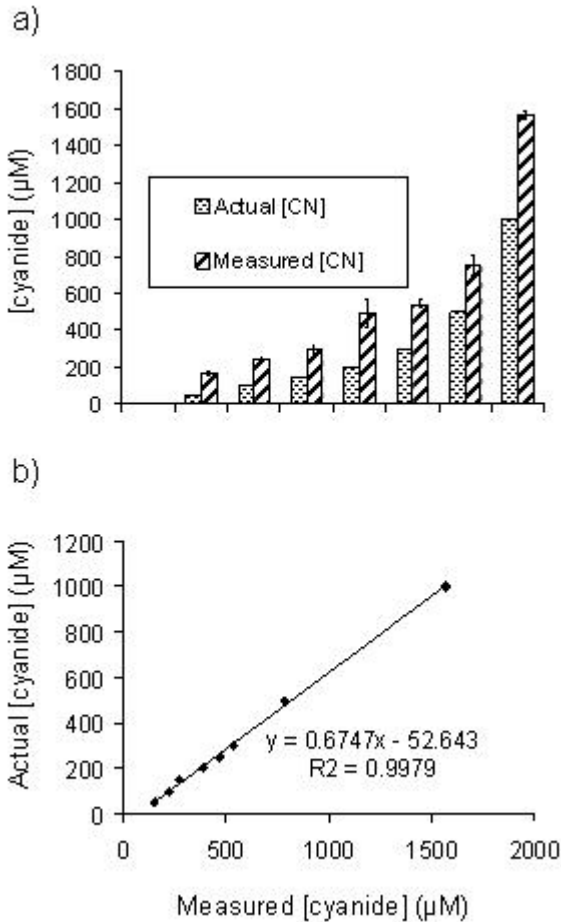 a)
[cyanide] (µM)
1800
1600
1400
1200
1000
800
600
400
200
0
Actual [CN]
Measured [CN]
b)
Actual [cyanide] (µM)
1200
1000
800
600
400
200
0
y = 0.6747x - 52.643
R2 = 0.9979
0 500 1000 1500 2000
Measured [cyanide] (µM)